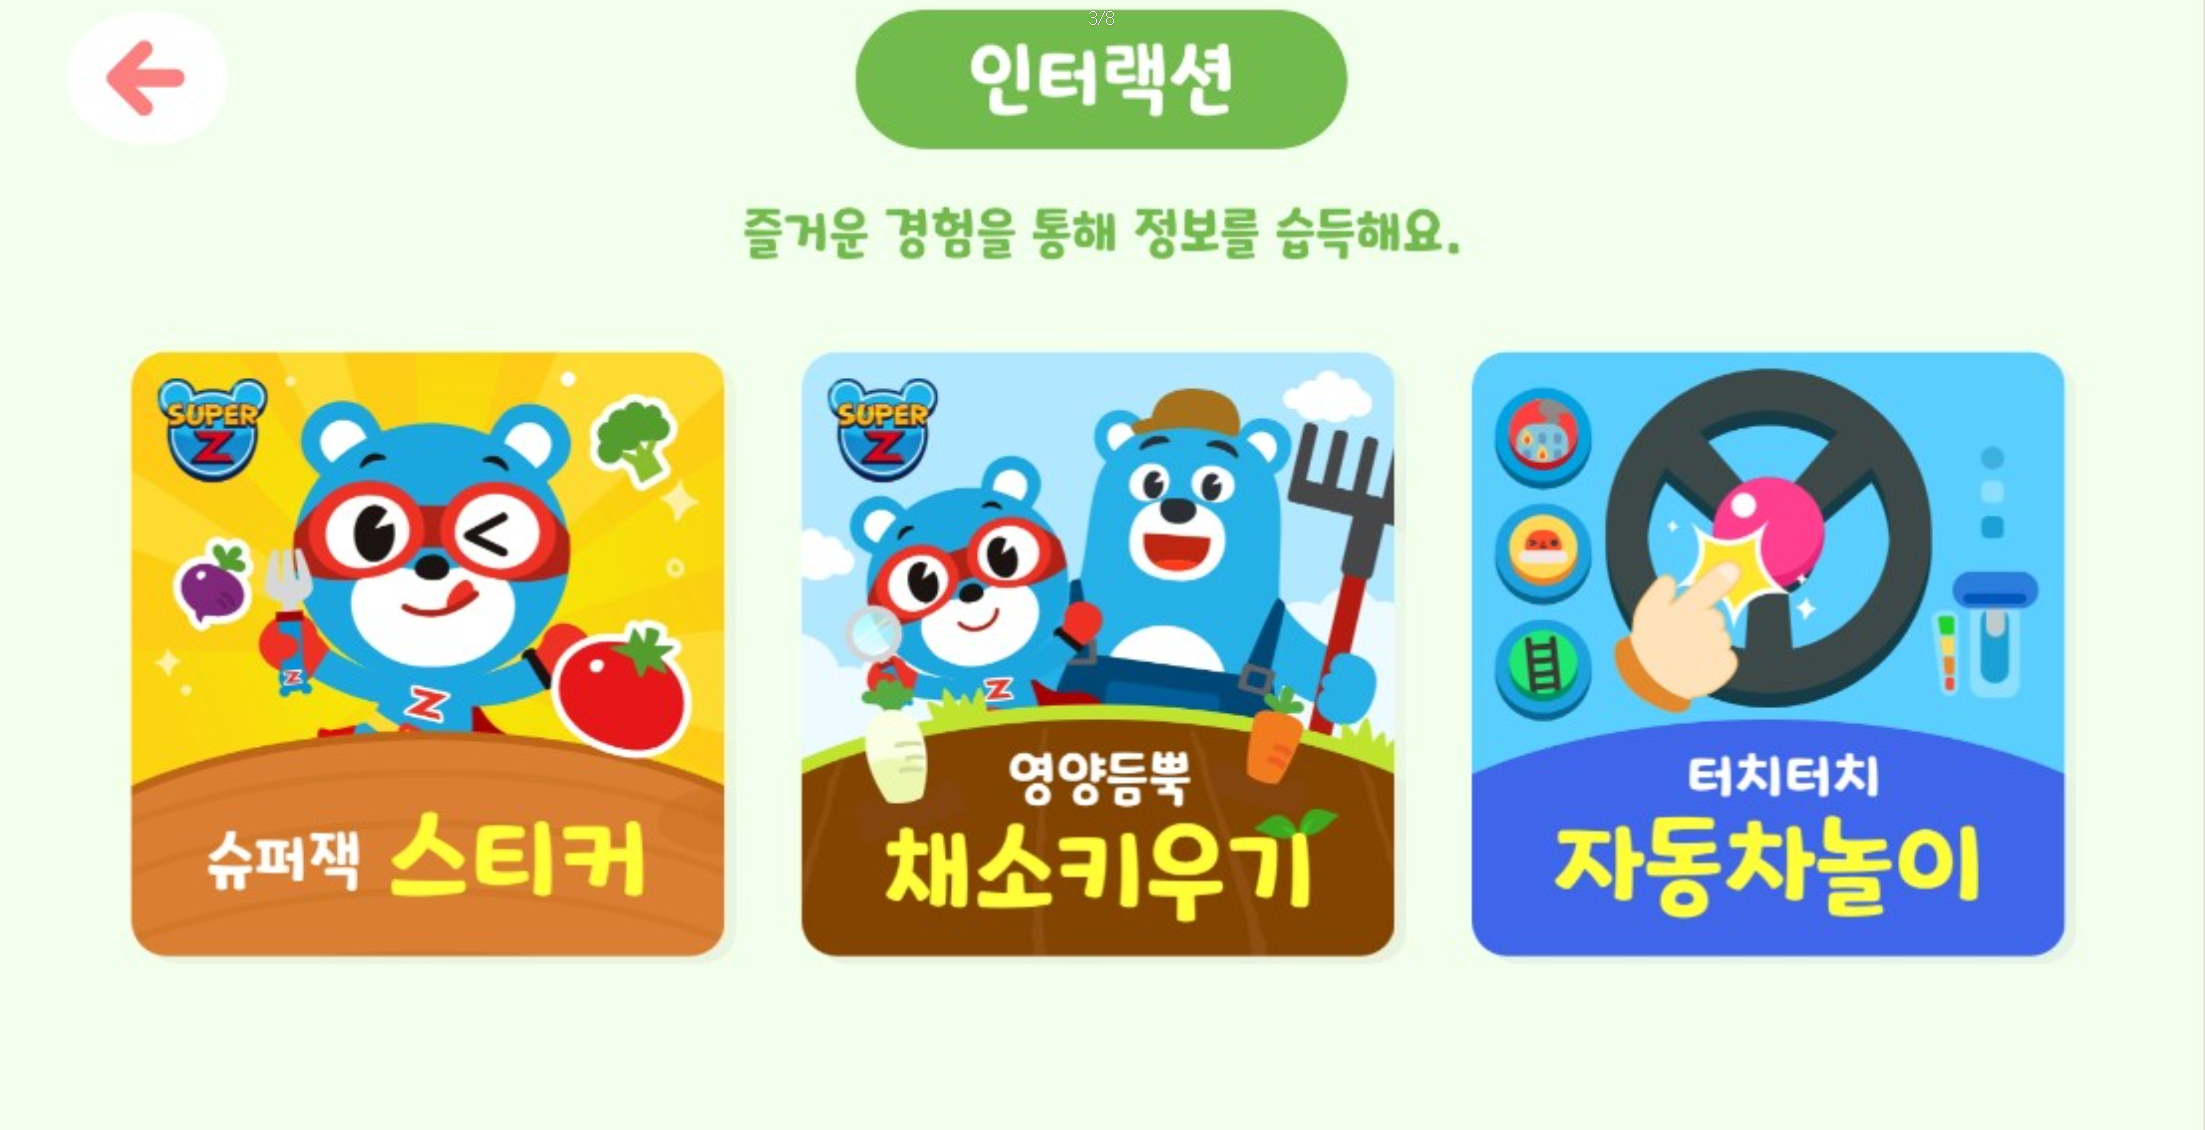 3/8
인터랙션
즐거운 경험을 통해 정보를 습득해요.
SUPER
Z
Z
Z
슈퍼잭 스티커
SUPER
Z
Z
영양듬뿍
채소키우기
터치터치
자동차놀이